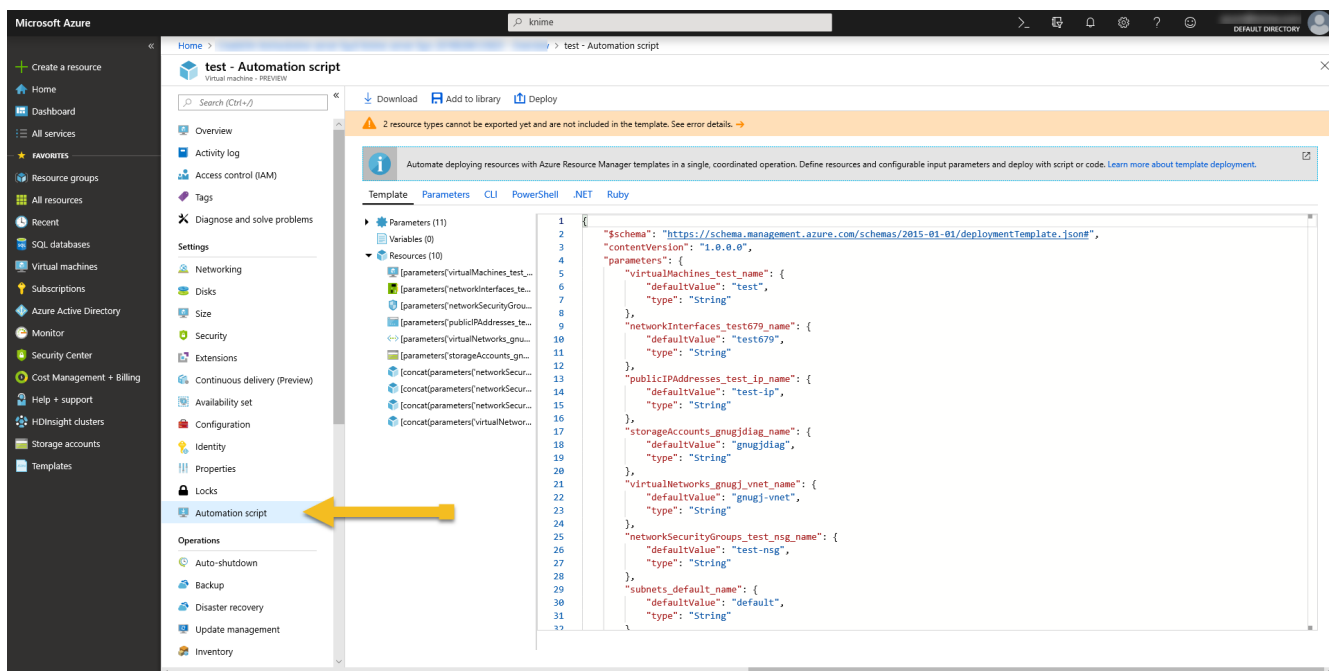 Microsoft Azure
knime
DEFAULT DIRECTORY
Create a resource
Home
Dashboard
All services
FAVORITES
Resource groups
All resources
Recent
SQL databases
Virtual machines
Subscriptions
Azure Active Directory
Monitor
Security Center
Cost Management + Billing
Help + support
HDInsight clusters
Storage accounts
Templates
Home > > test - Automation script
test - Automation script
Virtual machine - PREVIEW
Search (Ctrl+/)
Overview
Activity log
Access control (IAM)
Tags
Diagnose and solve problems
Settings
Networking
Disks
Size
Security
Extensions
Continuous delivery (Preview)
Availability set
Configuration
Identity
Properties
Locks
Automation script
Operations
Auto-shutdown
Backup
Disaster recovery
Update management
Inventory
Download Add to library Deploy
2 resource types cannot be exported yet and are not included in the template. See error details. →
Automate deploying resources with Azure Resource Manager templates in a single, coordinated operation. Define resources and configurable input parameters and deploy with script or code. Learn more about template deployment.
Template Parameters CLI PowerShell .NET Ruby
Parameters (11)
Variables (0)
Resources (10)
[parameters('virtualMachines_test_...
[parameters('networkInterfaces_te...
[parameters('networkSecurityGrou...
[parameters('publicIPAddresses_te...
[parameters('virtualNetworks_gnu...
[parameters('storageAccounts_gn...
[concat(parameters('networkSecur...
[concat(parameters('networkSecur...
[concat(parameters('networkSecur...
[concat(parameters('virtualNetwor...
1 {
2 "$schema": "https://schema.management.azure.com/schemas/2015-01-01/deploymentTemplate.json#",
3 "contentVersion": "1.0.0.0",
4 "parameters": {
5 "virtualMachines_test_name": {
6 "defaultValue": "test",
7 "type": "String"
8 },
9 "networkInterfaces_test679_name": {
10 "defaultValue": "test679",
11 "type": "String"
12 },
13 "publicIPAddresses_test_ip_name": {
14 "defaultValue": "test-ip",
15 "type": "String"
16 },
17 "storageAccounts_gnugjdiag_name": {
18 "defaultValue": "gnugjdiag",
19 "type": "String"
20 },
21 "virtualNetworks_gnugj_vnet_name": {
22 "defaultValue": "gnugj-vnet",
23 "type": "String"
24 },
25 "networkSecurityGroups_test_nsg_name": {
26 "defaultValue": "test-nsg",
27 "type": "String"
28 },
29 "subnets_default_name": {
30 "defaultValue": "default",
31 "type": "String"
32 }